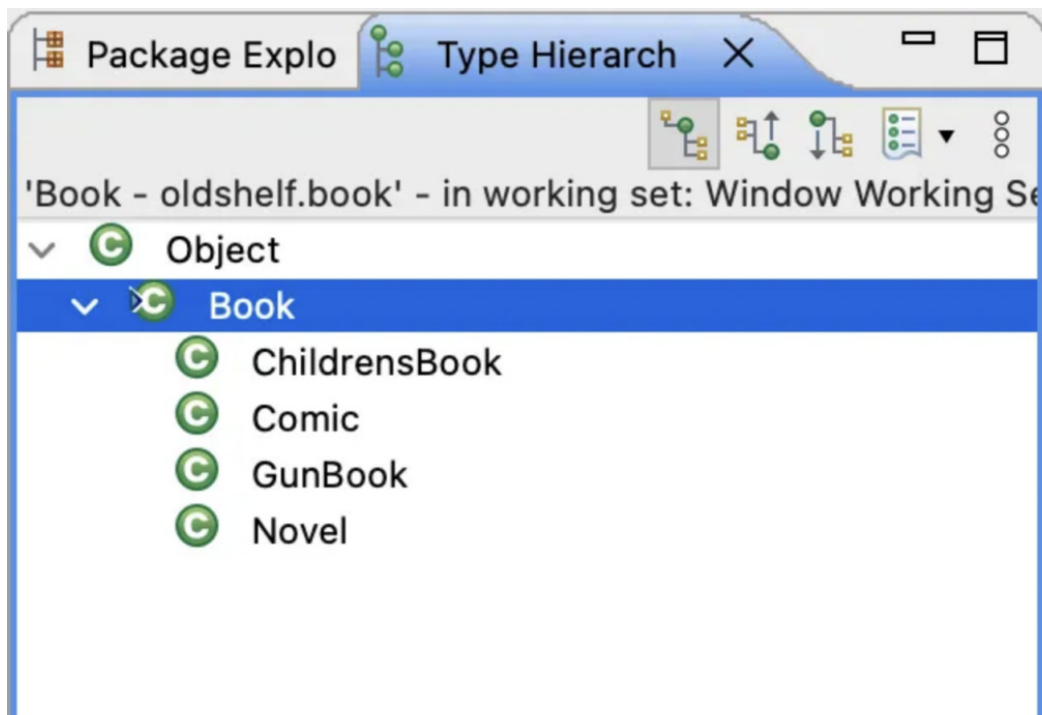 Package Explo Type Hierarch
'Book - oldshelf.book' - in working set: Window Working Se
Object
Book
ChildrensBook
Comic
GunBook
Novel